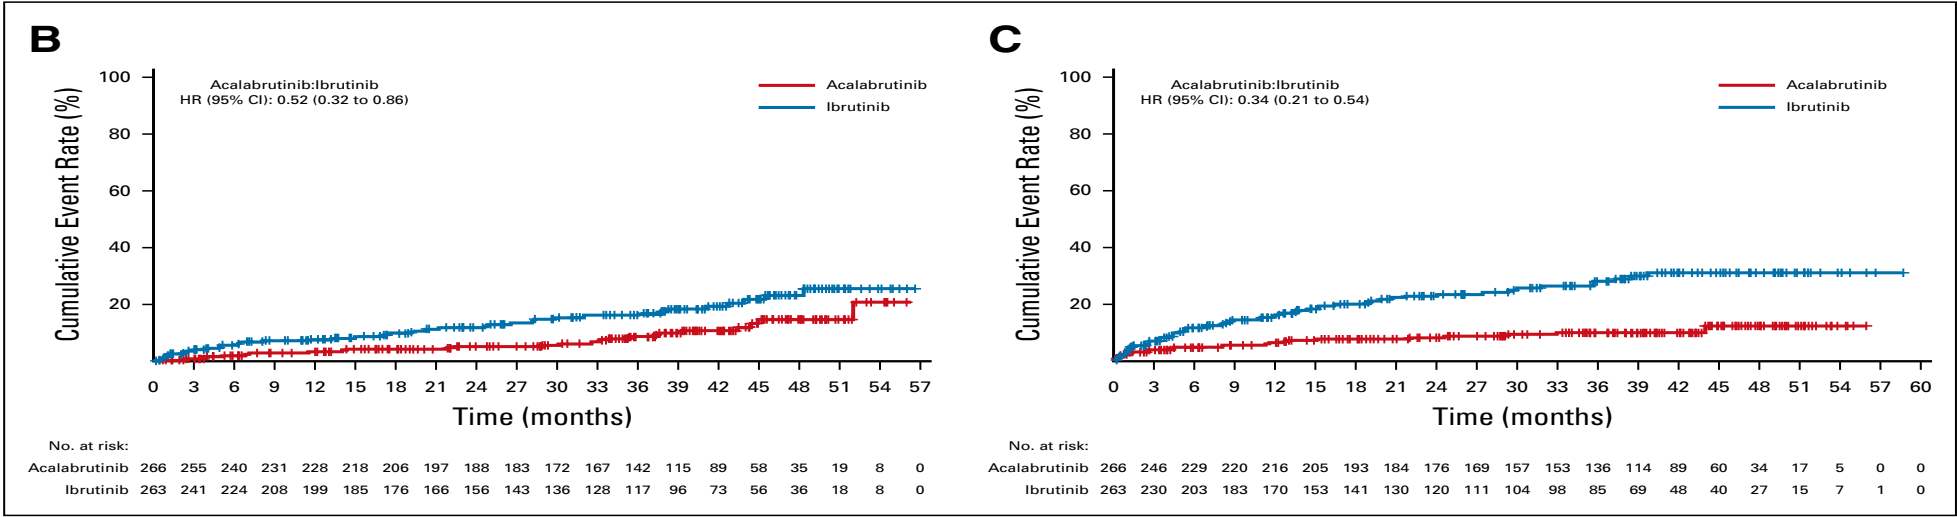 B
Acalabrutinib:Ibrutinib
HR (95% CI): 0.52 (0.32 to 0.86)
Acalabrutinib
Ibrutinib
Cumulative Event Rate (%)
100
80
60
40
20
0 3 6 9 12 15 18 21 24 27 30 33 36 39 42 45 48 51 54 57
Time (months)
No. at risk:
Acalabrutinib 266 255 240 231 228 218 206 197 188 183 172 167 142 115 89 58 35 19 8 0
Ibrutinib 263 241 224 208 199 185 176 166 156 143 136 128 117 96 73 56 36 18 8 0
C
Acalabrutinib:Ibrutinib
HR (95% CI): 0.34 (0.21 to 0.54)
Acalabrutinib
Ibrutinib
Cumulative Event Rate (%)
100
80
60
40
20
0 3 6 9 12 15 18 21 24 27 30 33 36 39 42 45 48 51 54 57 60
Time (months)
No. at risk:
Acalabrutinib 266 246 229 220 216 205 193 184 176 169 157 153 136 114 89 60 34 17 5 0 0
Ibrutinib 263 230 203 183 170 153 141 130 120 111 104 98 85 69 48 40 27 15 7 1 0